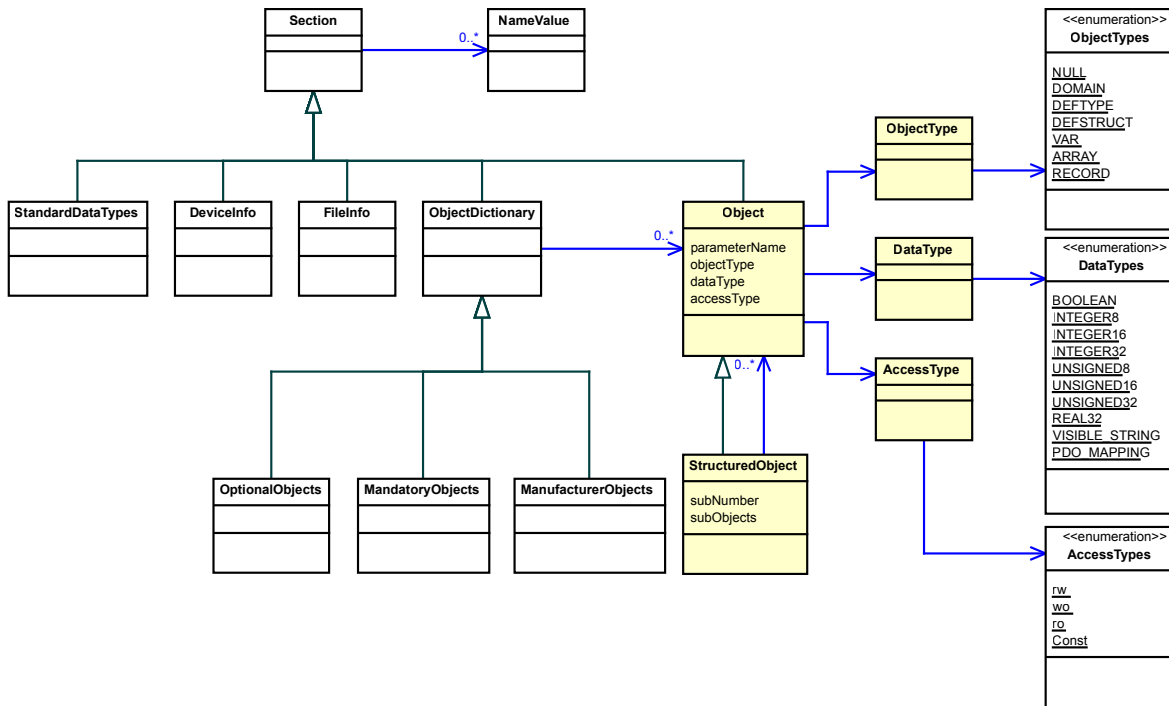 Section
NameValue
0..*
<<enumeration>>
ObjectTypes
NULL
DOMAIN
DEFTYPE
DEFSTRUCT
VAR
ARRAY
RECORD
ObjectType
StandardDataTypes
DeviceInfo
FileInfo
ObjectDictionary
0..*
Object
parameterName
objectType
dataType
accessType
DataType
<<enumeration>>
DataTypes
BOOLEAN
INTEGER8
INTEGER16
INTEGER32
UNSIGNED8
UNSIGNED16
UNSIGNED32
REAL32
VISIBLE_STRING
PDO_MAPPING
0..*
AccessType
OptionalObjects
MandatoryObjects
ManufacturerObjects
StructuredObject
subNumber
subObjects
<<enumeration>>
AccessTypes
rw
wo
ro
Const